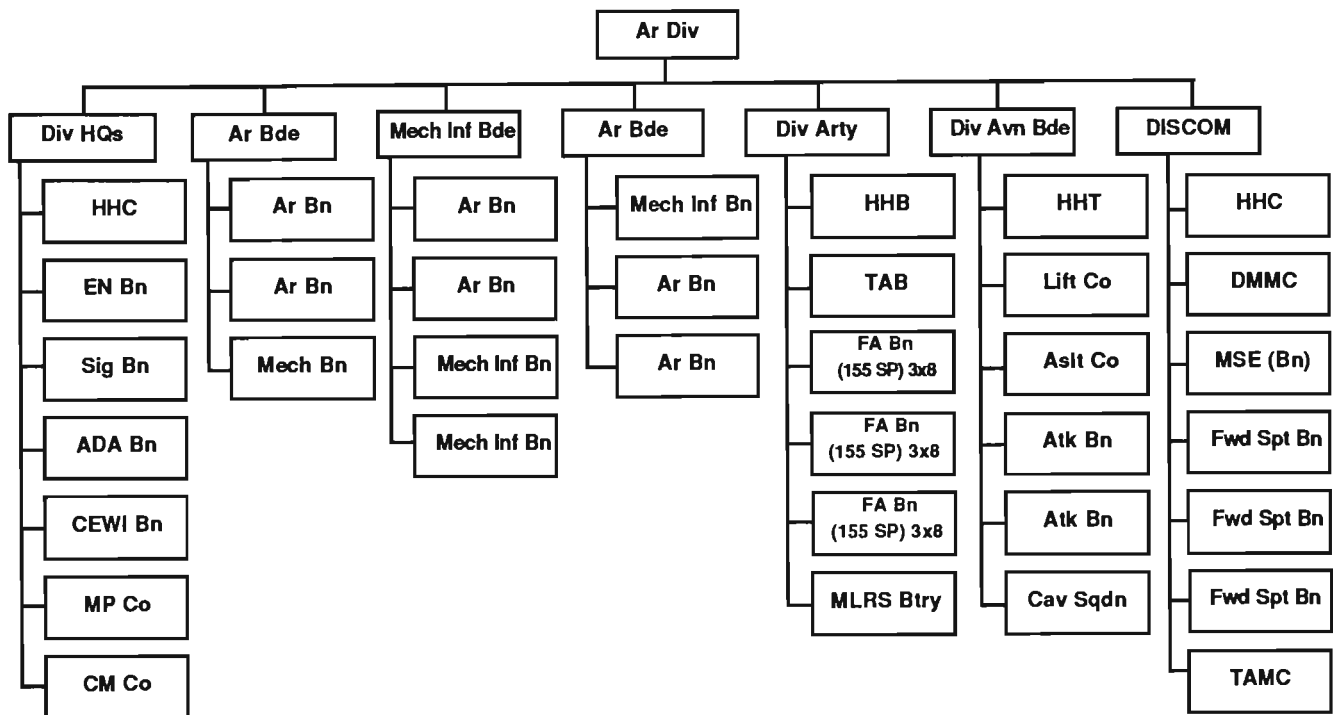 Ar Div
Div HQs
Ar Bde
Mech Inf Bde
Ar Bde
Div Arty
Div Avn Bde
DISCOM
HHC
EN Bn
Sig Bn
ADA Bn
CEWI Bn
MP Co
CM Co
Ar Bn
Ar Bn
Mech Bn
Ar Bn
Ar Bn
Mech Inf Bn
Mech Inf Bn
Mech Inf Bn
Ar Bn
Ar Bn
HHB
TAB
FA Bn
(155 SP) 3x8
FA Bn
(155 SP) 3x8
FA Bn
(155 SP) 3x8
MLRS Btry
HHT
Lift Co
Aslt Co
Atk Bn
Atk Bn
Cav Sqdn
HHC
DMMC
MSE (Bn)
Fwd Spt Bn
Fwd Spt Bn
Fwd Spt Bn
TAMC